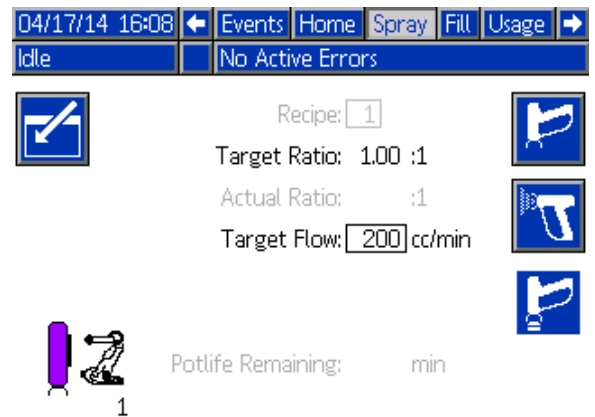 04/17/14 16:08 Events Home Spray Fill Usage
Idle No Active Errors
Recipe: 1
Target Ratio: 1.00 :1
Actual Ratio: :1
Target Flow: 200 cc/min
Potlife Remaining: min
1